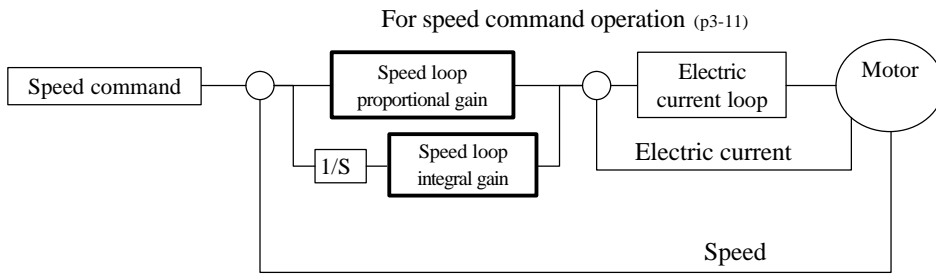 For speed command operation (p3-11)
Speed command
Speed loop
proportional gain
Electric
current loop
Motor
1/S
Speed loop
integral gain
Electric current
Speed